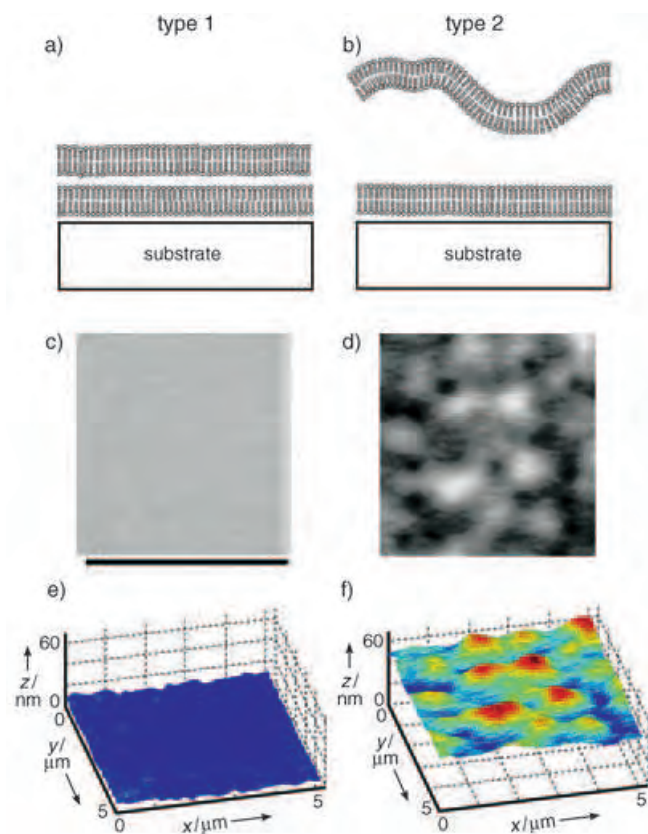 type 1
type 2
a)
b)
substrate
substrate
c)
d)
e)
f)
60
z/
nm
0
0
y/
µm
5
0
x/µm
5
60
z/
nm
0
0
y/
µm
5
0
x/µm
5